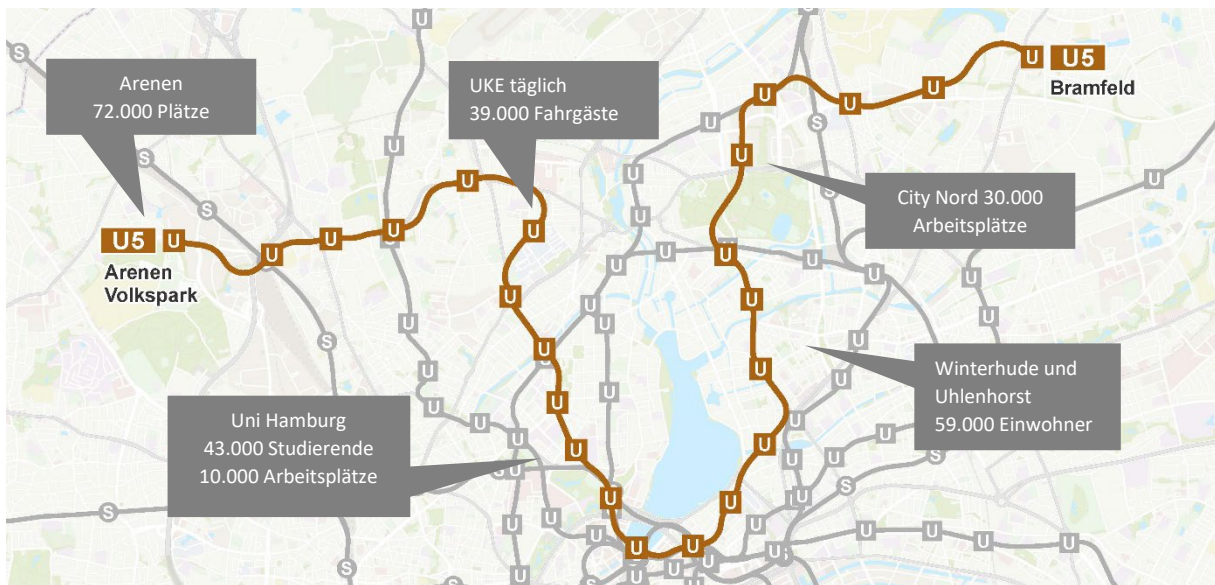 Arenen
72.000 Plätze
UKE täglich
39.000 Fahrgäste
U5
Bramfeld
City Nord 30.000
Arbeitsplätze
U5
Arenen
Volkspark
Winterhude und
Uhlenhorst
59.000 Einwohner
Uni Hamburg
43.000 Studierende
10.000 Arbeitsplätze